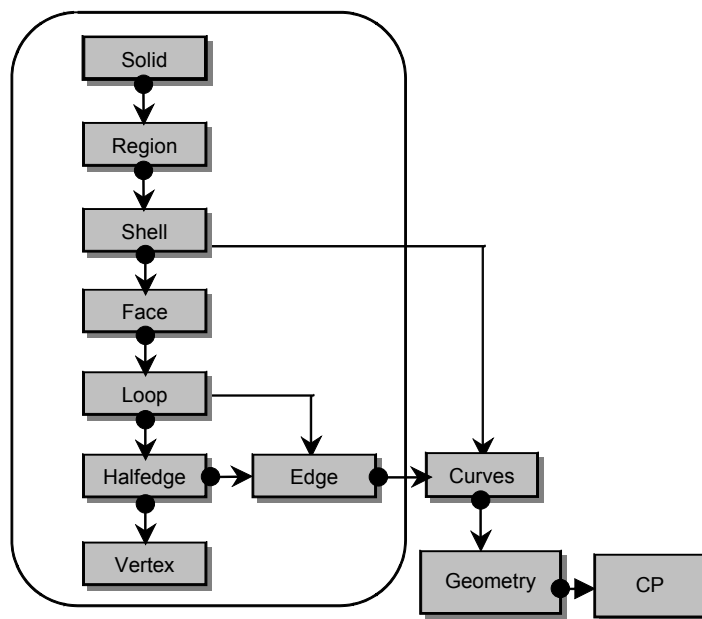 Solid
Region
Shell
Face
Loop
Halfedge
Edge
Curves
Vertex
Geometry
CP